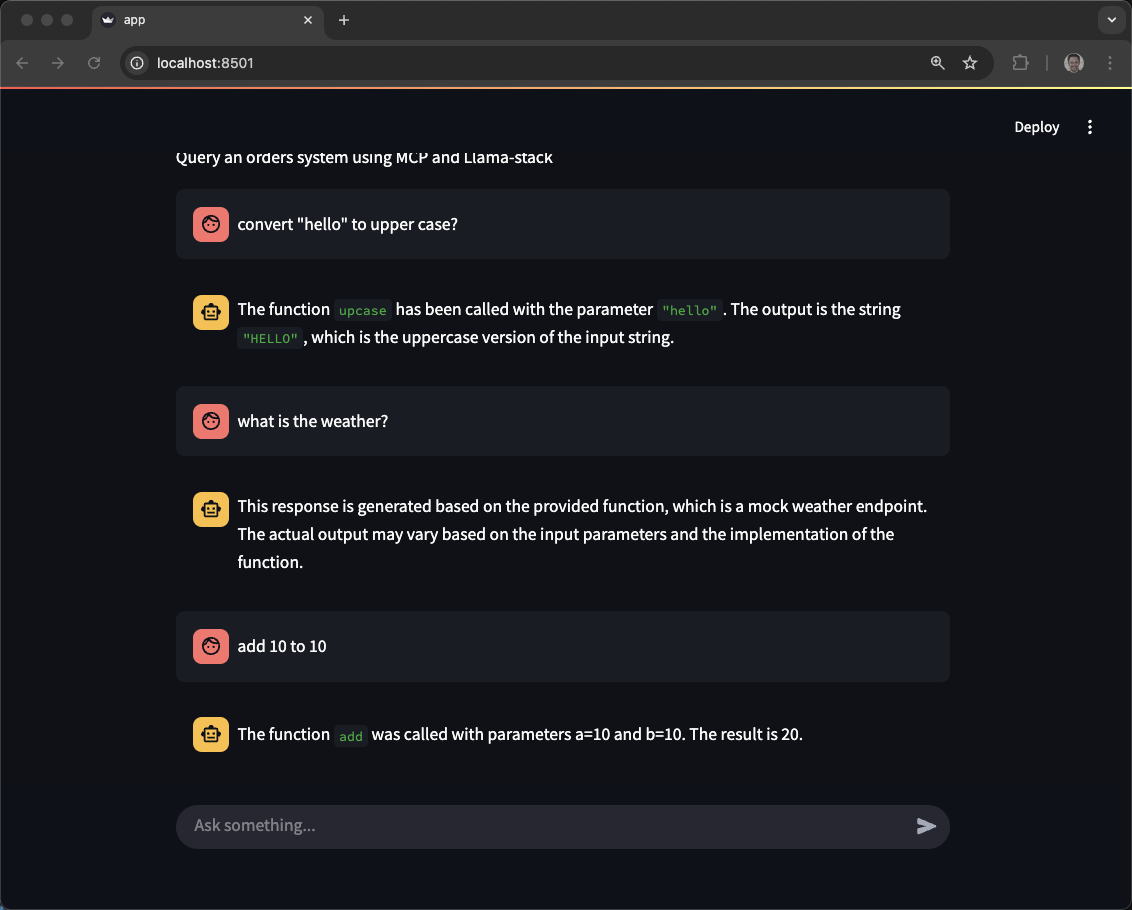 app
localhost:8501
Deploy
Query an orders system using MCP and Llama-stack
convert "hello" to upper case?
The function upcase has been called with the parameter "hello". The output is the string
"HELLO", which is the uppercase version of the input string.
what is the weather?
This response is generated based on the provided function, which is a mock weather endpoint.
The actual output may vary based on the input parameters and the implementation of the
function.
add 10 to 10
The function add was called with parameters a=10 and b=10. The result is 20.
Ask something...